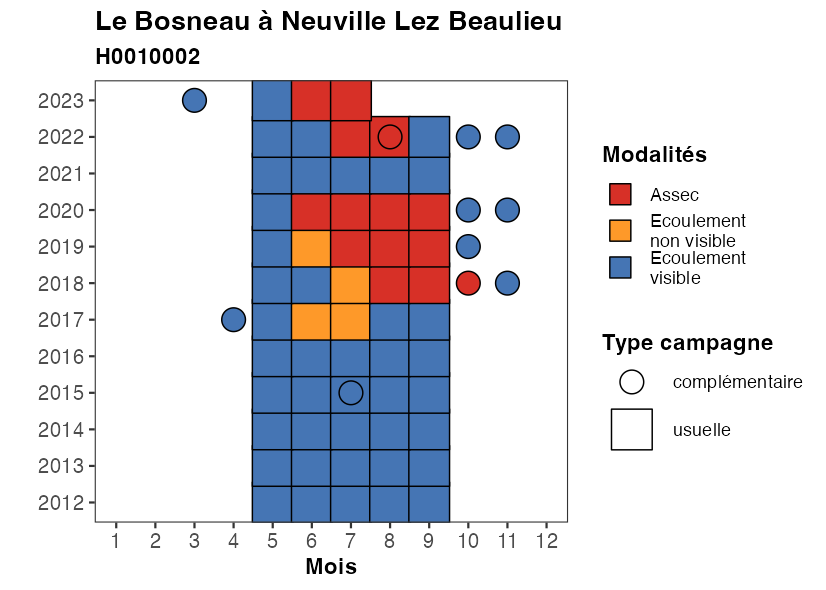 Le Bosneau à Neuville Lez Beaulieu
H0010002
2023
2022
2021
2020
2019
2018
2017
2016
2015
2014
2013
2012
1 2 3 4 5 6 7 8 9 10 11 12
Mois
Modalités
Assec
Ecoulement
non visible
Ecoulement
visible
Type campagne
complémentaire
usuelle